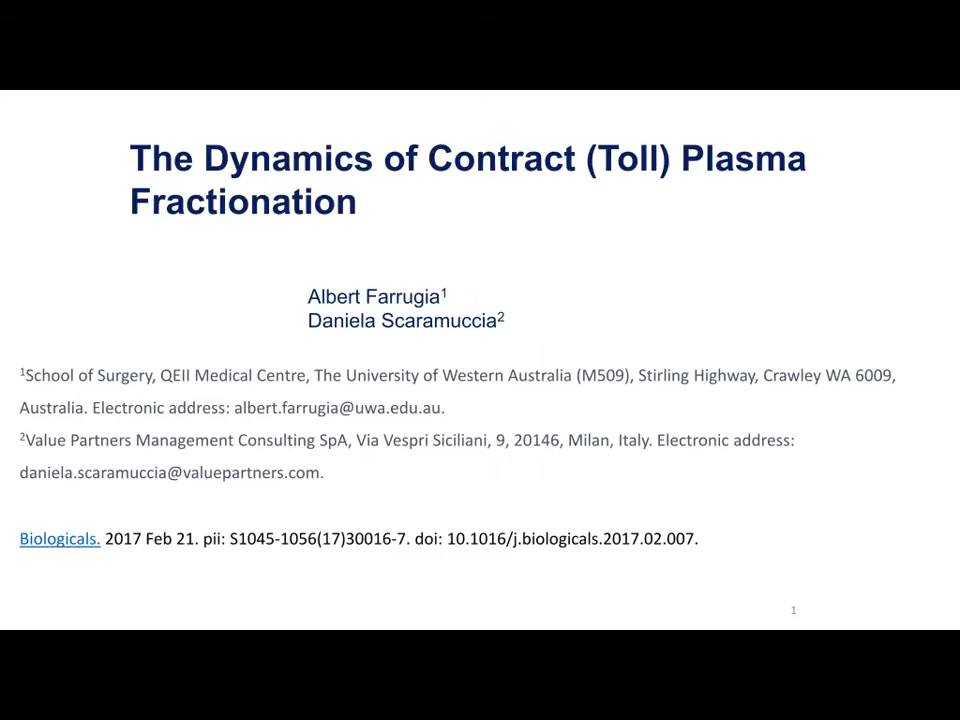 The Dynamics of Contract (Toll) Plasma
Fractionation
Albert Farrugia¹
Daniela Scaramuccia²
¹School of Surgery, QEII Medical Centre, The University of Western Australia (M509), Stirling Highway, Crawley WA 6009,
Australia. Electronic address: albert.farrugia@uwa.edu.au.
²Value Partners Management Consulting SpA, Via Vespri Siciliani, 9, 20146, Milan, Italy. Electronic address:
daniela.scaramuccia@valuepartners.com.
Biologicals. 2017 Feb 21. pii: S1045-1056(17)30016-7. doi: 10.1016/j.biologicals.2017.02.007.
1